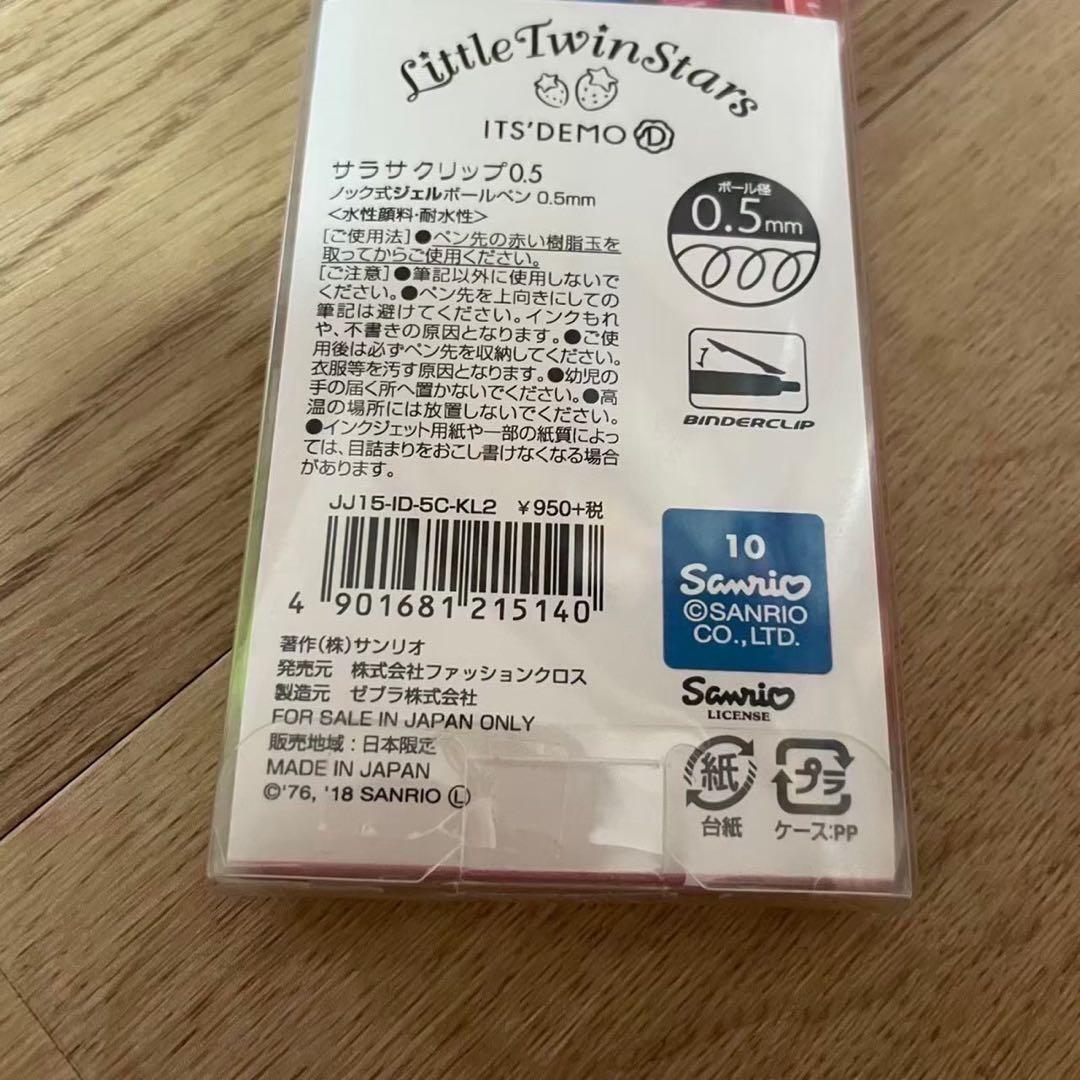 Little Twin Stars
ITS'DEMO ID
サラサクリップ0.5
ノック式ジェルボールペン 0.5mm
<水性顔料・耐水性>
[ご使用法]●ペン先の赤い樹脂玉を
取ってからご使用ください。
[ご注意]●筆記以外に使用しないで
ください。●ペン先を上向きにしての
筆記は避けてください。インクもれ
や、不書きの原因となります。●ご使
用後は必ずペン先を収納してください。
衣服等を汚す原因となります。●幼児の
手の届く所へ置かないでください。●高
温の場所には放置しないでください。
●インクジェット用紙や一部の紙質によっ
ては、目詰まりをおこし書けなくなる場合
があります。
ボール径
0.5mm
BINDERCLIP
JJ15-ID-5C-KL2 ¥950+税
4 901681 215140
10
Sanrio
©SANRIO
CO.,LTD.
Sanrio
LICENSE
著作(株)サンリオ
発売元 株式会社ファッションクロス
製造元 ゼブラ株式会社
FOR SALE IN JAPAN ONLY
販売地域：日本限定
MADE IN JAPAN
©'76, '18 SANRIO Ⓛ
紙
台紙
プラ
ケース:PP